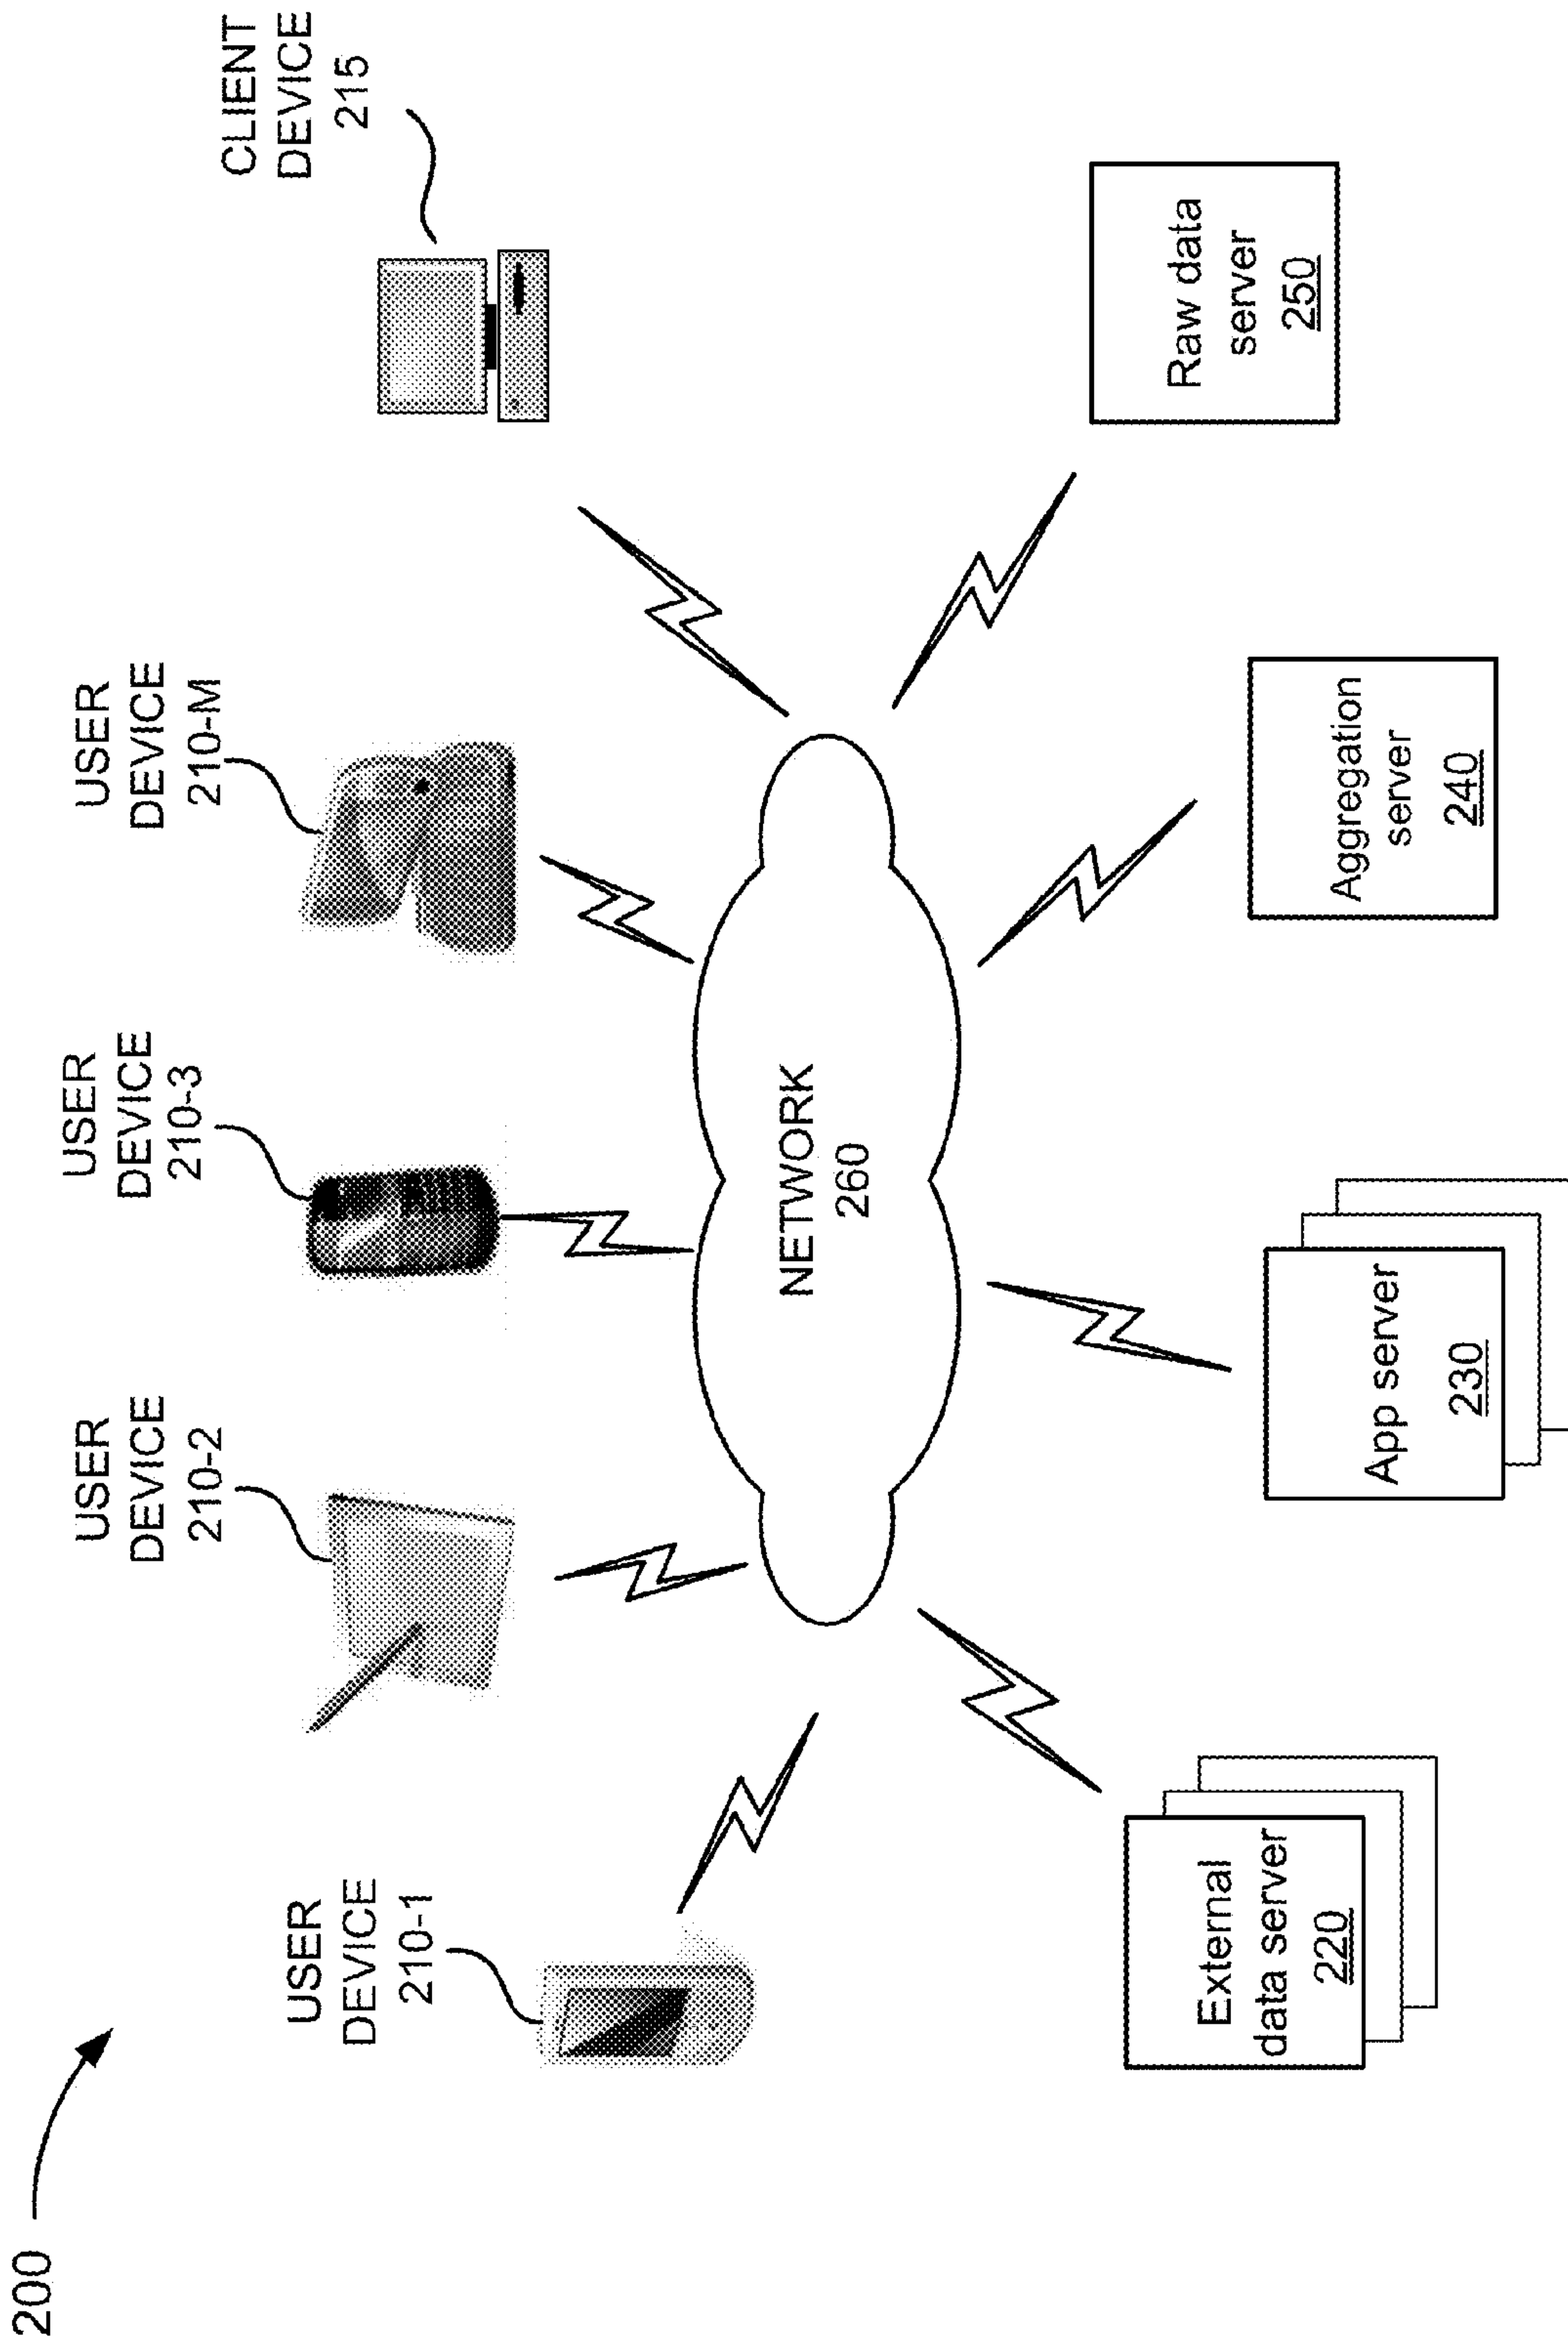 200
USER
DEVICE
210-1
USER
DEVICE
210-2
USER
DEVICE
210-3
USER
DEVICE
210-M
CLIENT
DEVICE
215
NETWORK
260
External
data server
220
App server
230
Aggregation
server
240
Raw data
server
250